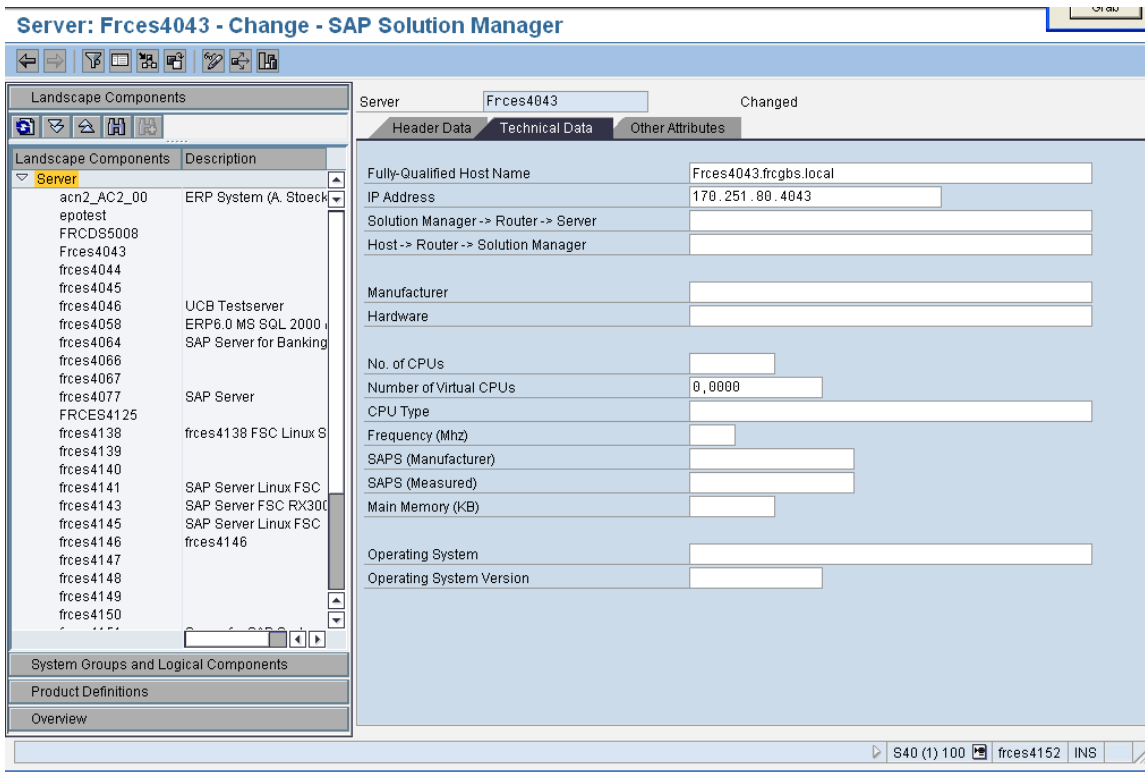 Grab
Server: Frces4043 - Change - SAP Solution Manager
Landscape Components
Server Frces4043 Changed
Header Data Technical Data Other Attributes
Landscape Components Description
Server
acn2_AC2_00 ERP System (A. Stoeck
epotest
FRCDS5008
Frces4043
frces4044
frces4045
frces4046 UCB Testserver
frces4058 ERP6.0 MS SQL 2000
frces4064 SAP Server for Banking
frces4066
frces4067
frces4077 SAP Server
FRCES4125
frces4138 frces4138 FSC Linux S
frces4139
frces4140
frces4141 SAP Server Linux FSC
frces4143 SAP Server FSC RX300
frces4145 SAP Server Linux FSC
frces4146 frces4146
frces4147
frces4148
frces4149
frces4150
System Groups and Logical Components
Product Definitions
Overview
Fully-Qualified Host Name Frces4043.frcgbs.local
IP Address 170.251.80.4043
Solution Manager -> Router -> Server
Host -> Router -> Solution Manager
Manufacturer
Hardware
No. of CPUs
Number of Virtual CPUs 0,0000
CPU Type
Frequency (Mhz)
SAPS (Manufacturer)
SAPS (Measured)
Main Memory (KB)
Operating System
Operating System Version
S40 (1) 100 frces4152 INS